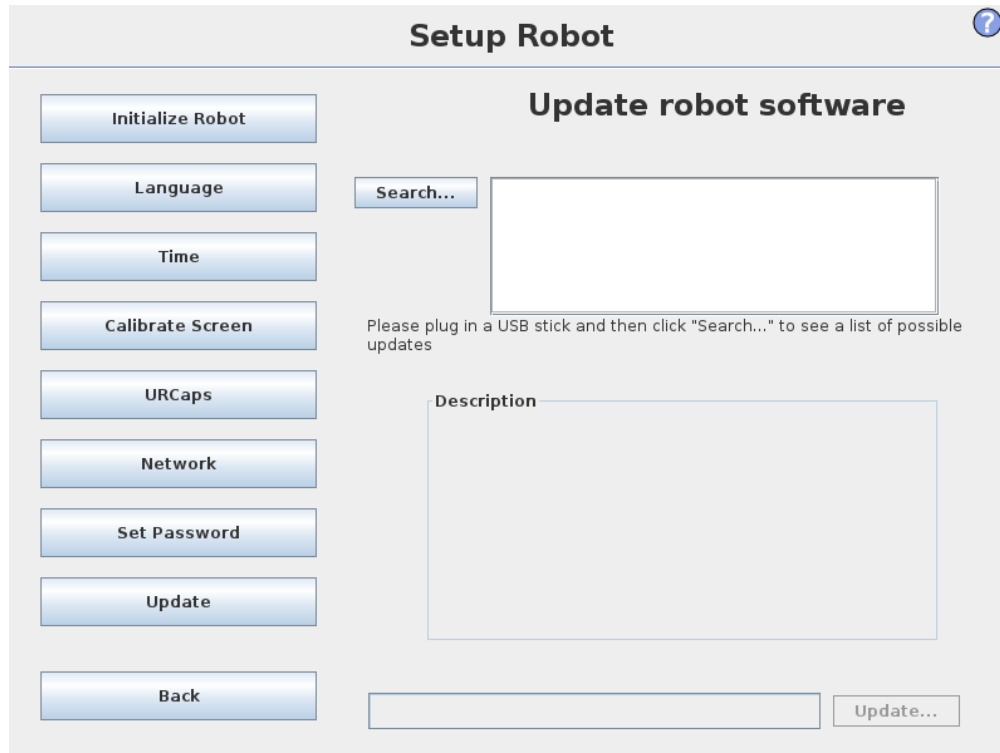 Setup Robot
?
Initialize Robot
Language
Time
Calibrate Screen
URCaps
Network
Set Password
Update
Back
Update robot software
Search...
Please plug in a USB stick and then click "Search..." to see a list of possible
updates
Description
Update...